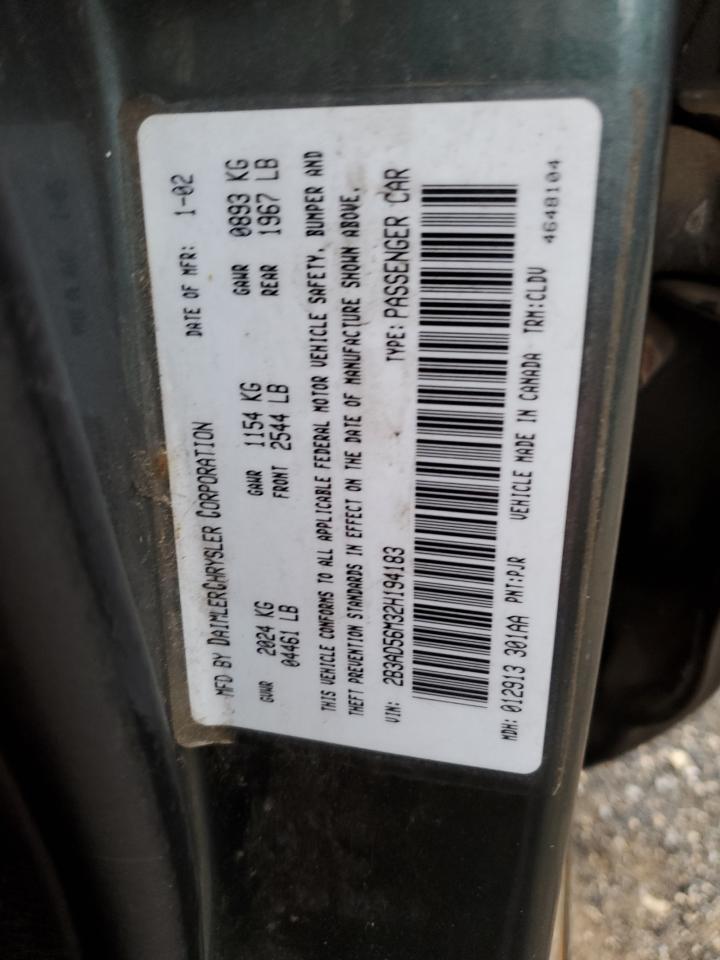 MFD BY DAIMLERCHRYSLER CORPORATION DATE OF MFR: 1-02
GVWR 2024 KG GAWR 1154 KG GAWR 0893 KG
04461 LB FRONT 2544 LB REAR 1967 LB
THIS VEHICLE CONFORMS TO ALL APPLICABLE FEDERAL MOTOR VEHICLE SAFETY, BUMPER AND
THEFT PREVENTION STANDARDS IN EFFECT ON THE DATE OF MANUFACTURE SHOWN ABOVE.
VIN: 2B3AD56M32H194183 TYPE: PASSENGER CAR
MDH: 012913 301AA PNT:PJR VEHICLE MADE IN CANADA TRM:CLDV
4648104